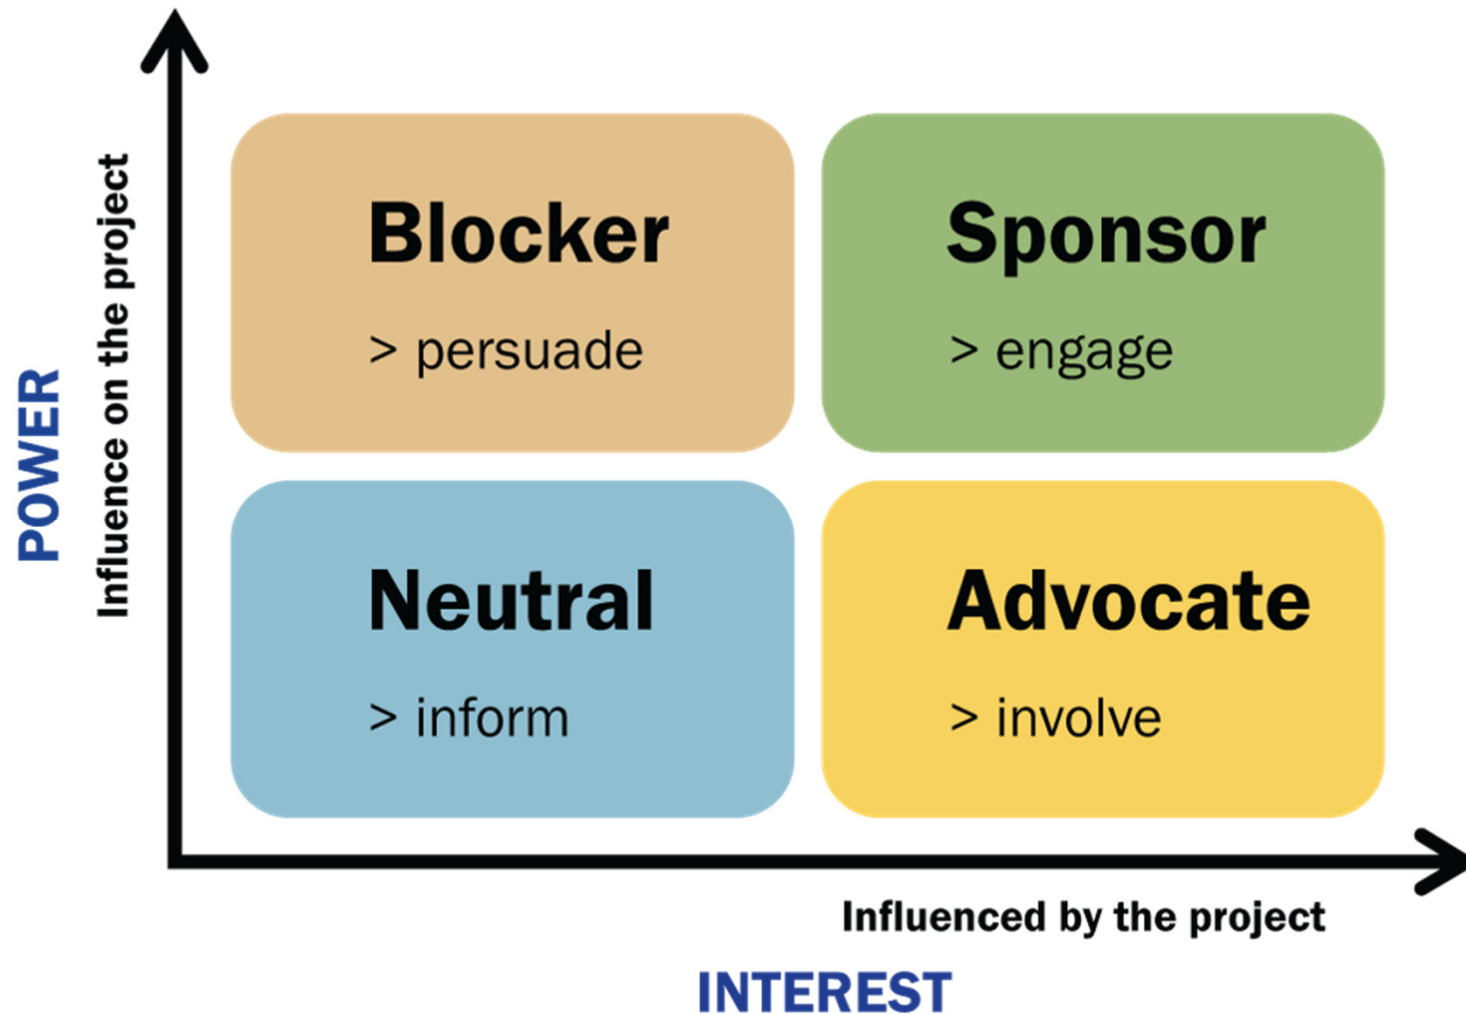 POWER
Influence on the project
Blocker
> persuade
Sponsor
> engage
Neutral
> inform
Advocate
> involve
Influenced by the project
INTEREST